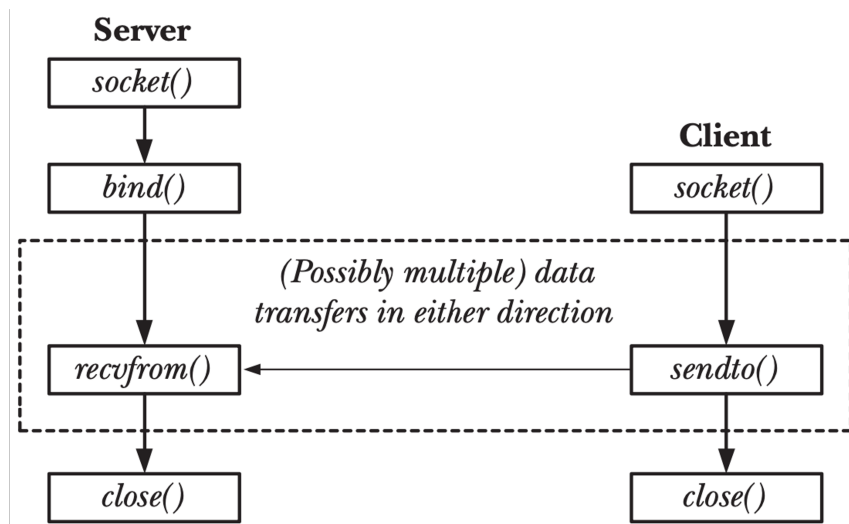 Server
socket()
Client
bind()
socket()
(Possibly multiple) data
transfers in either direction
recvfrom()
sendto()
close()
close()